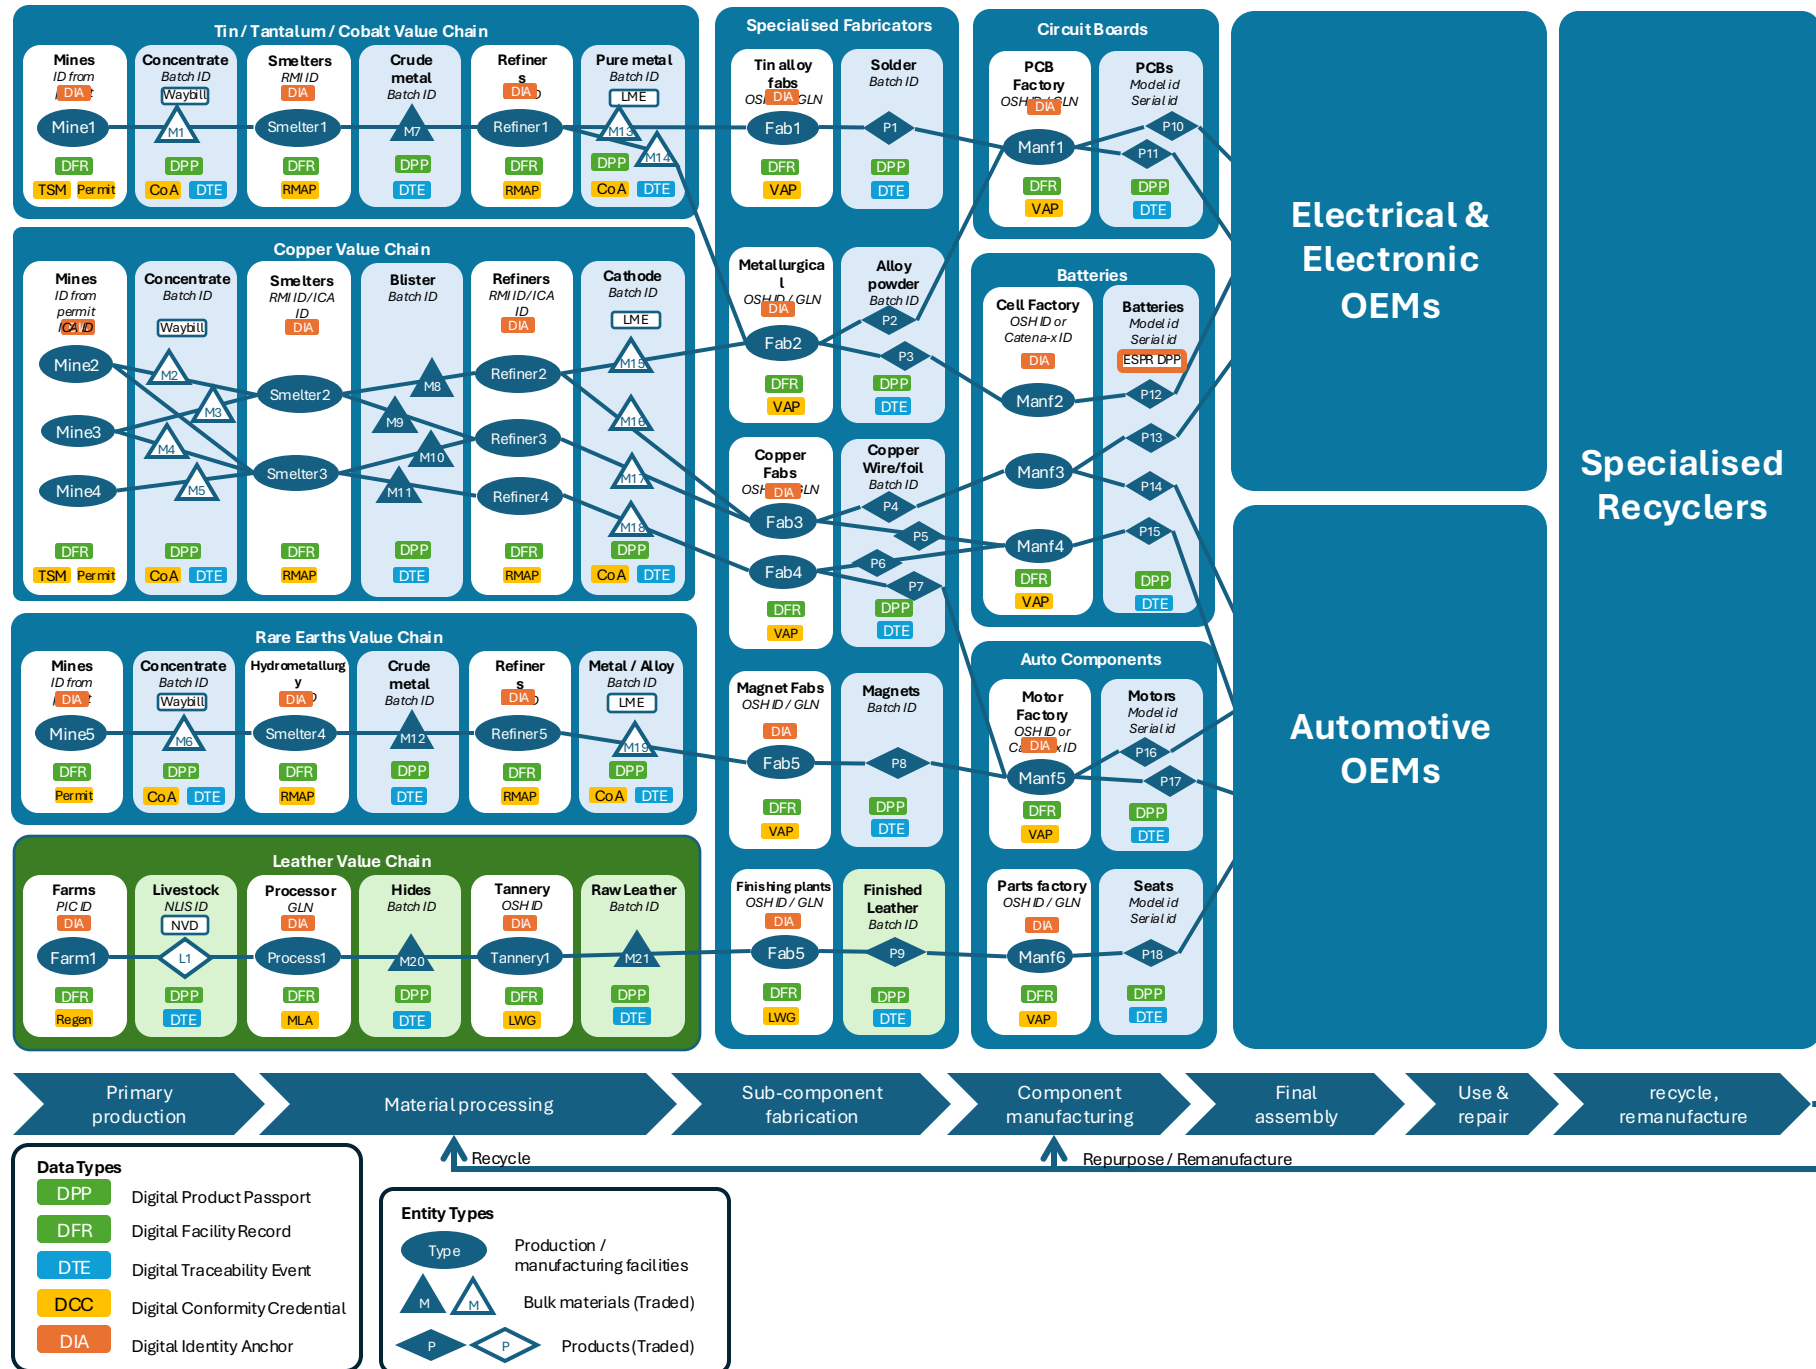 Tin / Tantalum / Cobalt Value Chain
Mines
ID from
DIA
Mine1
DFR
TSM
Permit
Concentrate
Batch ID
Waybill
M1
DPP
CoA
DTE
Smelters
RMI ID
DIA
Smelter1
DFR
RMAP
Crude
metal
Batch ID
M7
DPP
DTE
Refiner
s
DIA
Refiner1
DFR
RMAP
Pure metal
Batch ID
LME
M13
M14
DPP
CoA
DTE
Copper Value Chain
Mines
ID from
permit
ICA ID
Mine2
Mine3
Mine4
DFR
TSM
Permit
Concentrate
Batch ID
Waybill
M2
M3
M4
M5
DPP
CoA
DTE
Smelters
RMI ID/ICA
ID
DIA
Smelter2
Smelter3
DFR
RMAP
Blister
Batch ID
M8
M9
M10
M11
DPP
DTE
Refiners
RMI ID/ICA
ID
DIA
Refiner2
Refiner3
Refiner4
DFR
RMAP
Cathode
Batch ID
LME
M15
M16
M17
M18
DPP
CoA
DTE
Rare Earths Value Chain
Mines
ID from
DIA
Mine5
DFR
Permit
Concentrate
Batch ID
Waybill
M6
DPP
CoA
DTE
Hydrometallurg
y
DIA
Smelter4
DFR
RMAP
Crude
metal
Batch ID
M12
DPP
DTE
Refiner
s
DIA
Refiner5
DFR
RMAP
Metal / Alloy
Batch ID
LME
M19
DPP
CoA
DTE
Leather Value Chain
Farms
PIC ID
DIA
Farm1
DFR
Regen
Livestock
NLIS ID
NVD
L1
DPP
DTE
Processor
GLN
DIA
Process1
DFR
MLA
Hides
Batch ID
M20
DPP
DTE
Tannery
OSH ID
DIA
Tannery1
DFR
LWG
Raw Leather
Batch ID
M21
DPP
DTE
Specialised Fabricators
Tin alloy
fabs
DIA
Fab1
DFR
VAP
Solder
Batch ID
P1
DPP
DTE
Metallurgica
l
OSH ID / GLN
DIA
Fab2
DFR
VAP
Alloy
powder
Batch ID
P2
P3
DPP
DTE
Copper
Fabs
DIA
Fab3
Fab4
DFR
VAP
Copper
Wire/foil
Batch ID
P4
P5
P6
P7
DPP
DTE
Magnet Fabs
OSH ID / GLN
DIA
Fab5
DFR
VAP
Magnets
Batch ID
P8
DPP
DTE
Finishing plants
OSH ID / GLN
DIA
Fab5
DFR
LWG
Finished
Leather
Batch ID
P9
DPP
DTE
Circuit Boards
PCB
Factory
DIA
Manf1
DFR
VAP
PCBs
Model id
Serial id
P10
P11
DPP
DTE
Batteries
Cell Factory
OSH ID or
Catena-x ID
DIA
Manf2
Manf3
Manf4
DFR
VAP
Batteries
Model id
Serial id
ESPR DPP
P12
P13
P14
P15
DPP
DTE
Auto Components
Motor
Factory
OSH ID or
DIA
Manf5
DFR
VAP
Motors
Model id
Serial id
P16
P17
DPP
DTE
Parts factory
OSH ID / GLN
DIA
Manf6
DFR
VAP
Seats
Model id
Serial id
P18
DPP
DTE
Electrical &
Electronic
OEMs
Automotive
OEMs
Specialised
Recyclers
Primary
production
Material processing
Sub-component
fabrication
Component
manufacturing
Final
assembly
Use &
repair
recycle,
remanufacture
Recycle
Repurpose / Remanufacture
Data Types
DPP Digital Product Passport
DFR Digital Facility Record
DTE Digital Traceability Event
DCC Digital Conformity Credential
DIA Digital Identity Anchor
Entity Types
Type
Production /
manufacturing facilities
M M Bulk materials (Traded)
P P Products (Traded)